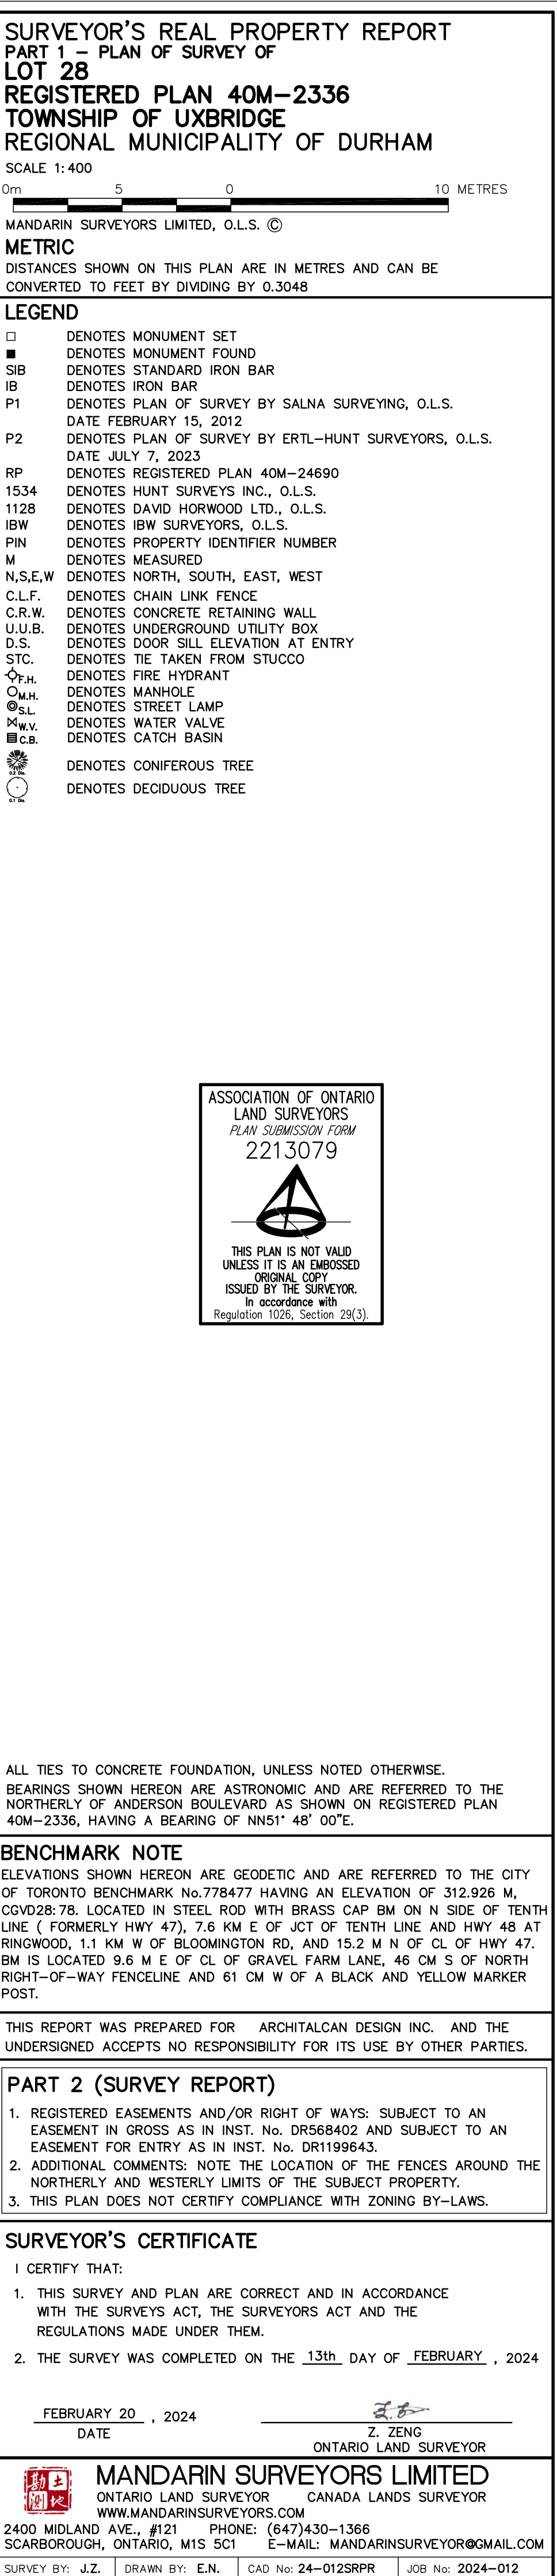 SURVEYOR'S REAL PROPERTY REPORT
PART 1 – PLAN OF SURVEY OF
LOT 28
REGISTERED PLAN 40M–2336
TOWNSHIP OF UXBRIDGE
REGIONAL MUNICIPALITY OF DURHAM
SCALE 1:400
0m 5 0 10 METRES
MANDARIN SURVEYORS LIMITED, O.L.S. ©
METRIC
DISTANCES SHOWN ON THIS PLAN ARE IN METRES AND CAN BE
CONVERTED TO FEET BY DIVIDING BY 0.3048
LEGEND
□ DENOTES MONUMENT SET
■ DENOTES MONUMENT FOUND
SIB DENOTES STANDARD IRON BAR
IB DENOTES IRON BAR
P1 DENOTES PLAN OF SURVEY BY SALNA SURVEYING, O.L.S.
DATE FEBRUARY 15, 2012
P2 DENOTES PLAN OF SURVEY BY ERTL–HUNT SURVEYORS, O.L.S.
DATE JULY 7, 2023
RP DENOTES REGISTERED PLAN 40M–24690
1534 DENOTES HUNT SURVEYS INC., O.L.S.
1128 DENOTES DAVID HORWOOD LTD., O.L.S.
IBW DENOTES IBW SURVEYORS, O.L.S.
PIN DENOTES PROPERTY IDENTIFIER NUMBER
M DENOTES MEASURED
N,S,E,W DENOTES NORTH, SOUTH, EAST, WEST
C.L.F. DENOTES CHAIN LINK FENCE
C.R.W. DENOTES CONCRETE RETAINING WALL
U.U.B. DENOTES UNDERGROUND UTILITY BOX
D.S. DENOTES DOOR SILL ELEVATION AT ENTRY
STC. DENOTES TIE TAKEN FROM STUCCO
F.H. DENOTES FIRE HYDRANT
M.H. DENOTES MANHOLE
S.L. DENOTES STREET LAMP
W.V. DENOTES WATER VALVE
C.B. DENOTES CATCH BASIN
0.2 Dia. DENOTES CONIFEROUS TREE
0.1 Dia. DENOTES DECIDUOUS TREE
ASSOCIATION OF ONTARIO
LAND SURVEYORS
PLAN SUBMISSION FORM
2213079
THIS PLAN IS NOT VALID
UNLESS IT IS AN EMBOSSED
ORIGINAL COPY
ISSUED BY THE SURVEYOR.
In accordance with
Regulation 1026, Section 29(3).
ALL TIES TO CONCRETE FOUNDATION, UNLESS NOTED OTHERWISE.
BEARINGS SHOWN HEREON ARE ASTRONOMIC AND ARE REFERRED TO THE
NORTHERLY OF ANDERSON BOULEVARD AS SHOWN ON REGISTERED PLAN
40M–2336, HAVING A BEARING OF NN51° 48' 00"E.
BENCHMARK NOTE
ELEVATIONS SHOWN HEREON ARE GEODETIC AND ARE REFERRED TO THE CITY
OF TORONTO BENCHMARK No.778477 HAVING AN ELEVATION OF 312.926 M,
CGVD28:78. LOCATED IN STEEL ROD WITH BRASS CAP BM ON N SIDE OF TENTH
LINE ( FORMERLY HWY 47), 7.6 KM E OF JCT OF TENTH LINE AND HWY 48 AT
RINGWOOD, 1.1 KM W OF BLOOMINGTON RD, AND 15.2 M N OF CL OF HWY 47.
BM IS LOCATED 9.6 M E OF CL OF GRAVEL FARM LANE, 46 CM S OF NORTH
RIGHT–OF–WAY FENCELINE AND 61 CM W OF A BLACK AND YELLOW MARKER
POST.
THIS REPORT WAS PREPARED FOR ARCHITALCAN DESIGN INC. AND THE
UNDERSIGNED ACCEPTS NO RESPONSIBILITY FOR ITS USE BY OTHER PARTIES.
PART 2 (SURVEY REPORT)
1. REGISTERED EASEMENTS AND/OR RIGHT OF WAYS: SUBJECT TO AN
EASEMENT IN GROSS AS IN INST. No. DR568402 AND SUBJECT TO AN
EASEMENT FOR ENTRY AS IN INST. No. DR1199643.
2. ADDITIONAL COMMENTS: NOTE THE LOCATION OF THE FENCES AROUND THE
NORTHERLY AND WESTERLY LIMITS OF THE SUBJECT PROPERTY.
3. THIS PLAN DOES NOT CERTIFY COMPLIANCE WITH ZONING BY–LAWS.
SURVEYOR'S CERTIFICATE
I CERTIFY THAT:
1. THIS SURVEY AND PLAN ARE CORRECT AND IN ACCORDANCE
WITH THE SURVEYS ACT, THE SURVEYORS ACT AND THE
REGULATIONS MADE UNDER THEM.
2. THE SURVEY WAS COMPLETED ON THE 13th DAY OF FEBRUARY , 2024
FEBRUARY 20 , 2024
DATE
Z. ZENG
ONTARIO LAND SURVEYOR
勘土
测地
MANDARIN SURVEYORS LIMITED
ONTARIO LAND SURVEYOR CANADA LANDS SURVEYOR
WWW.MANDARINSURVEYORS.COM
2400 MIDLAND AVE., #121 PHONE: (647)430–1366
SCARBOROUGH, ONTARIO, M1S 5C1 E–MAIL: MANDARINSURVEYOR@GMAIL.COM
SURVEY BY: J.Z. DRAWN BY: E.N. CAD No: 24–012SRPR JOB No: 2024–012